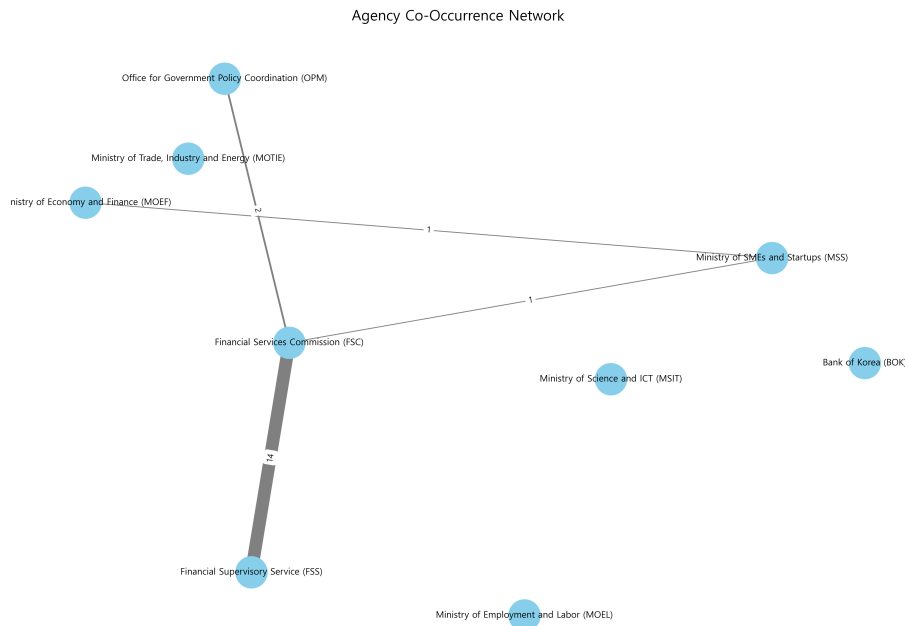 Agency Co-Occurrence Network
Office for Government Policy Coordination (OPM)
Ministry of Trade, Industry and Energy (MOTIE)
nistry of Economy and Finance (MOEF)
2
1
Ministry of SMEs and Startups (MSS)
1
Financial Services Commission (FSC)
Bank of Korea (BOK)
Ministry of Science and ICT (MSIT)
14
Financial Supervisory Service (FSS)
Ministry of Employment and Labor (MOEL)